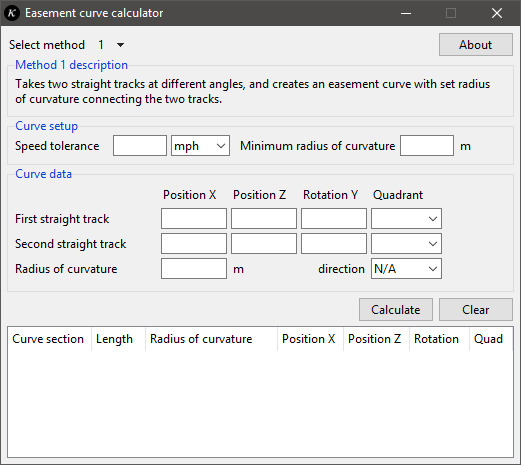 K Easement curve calculator
Select method 1 About
Method 1 description
Takes two straight tracks at different angles, and creates an easement curve with set radius
of curvature connecting the two tracks.
Curve setup
Speed tolerance mph Minimum radius of curvature m
Curve data
Position X Position Z Rotation Y Quadrant
First straight track
Second straight track
Radius of curvature m direction N/A
Calculate Clear
Curve section Length Radius of curvature Position X Position Z Rotation Quad